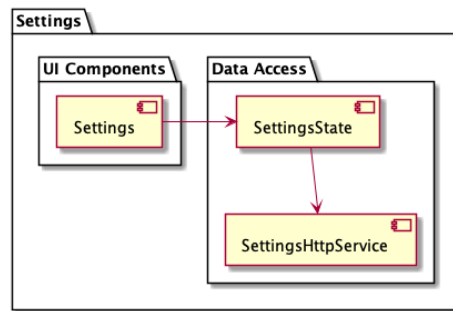 Settings
UI Components
Data Access
Settings
SettingsState
SettingsHttpService